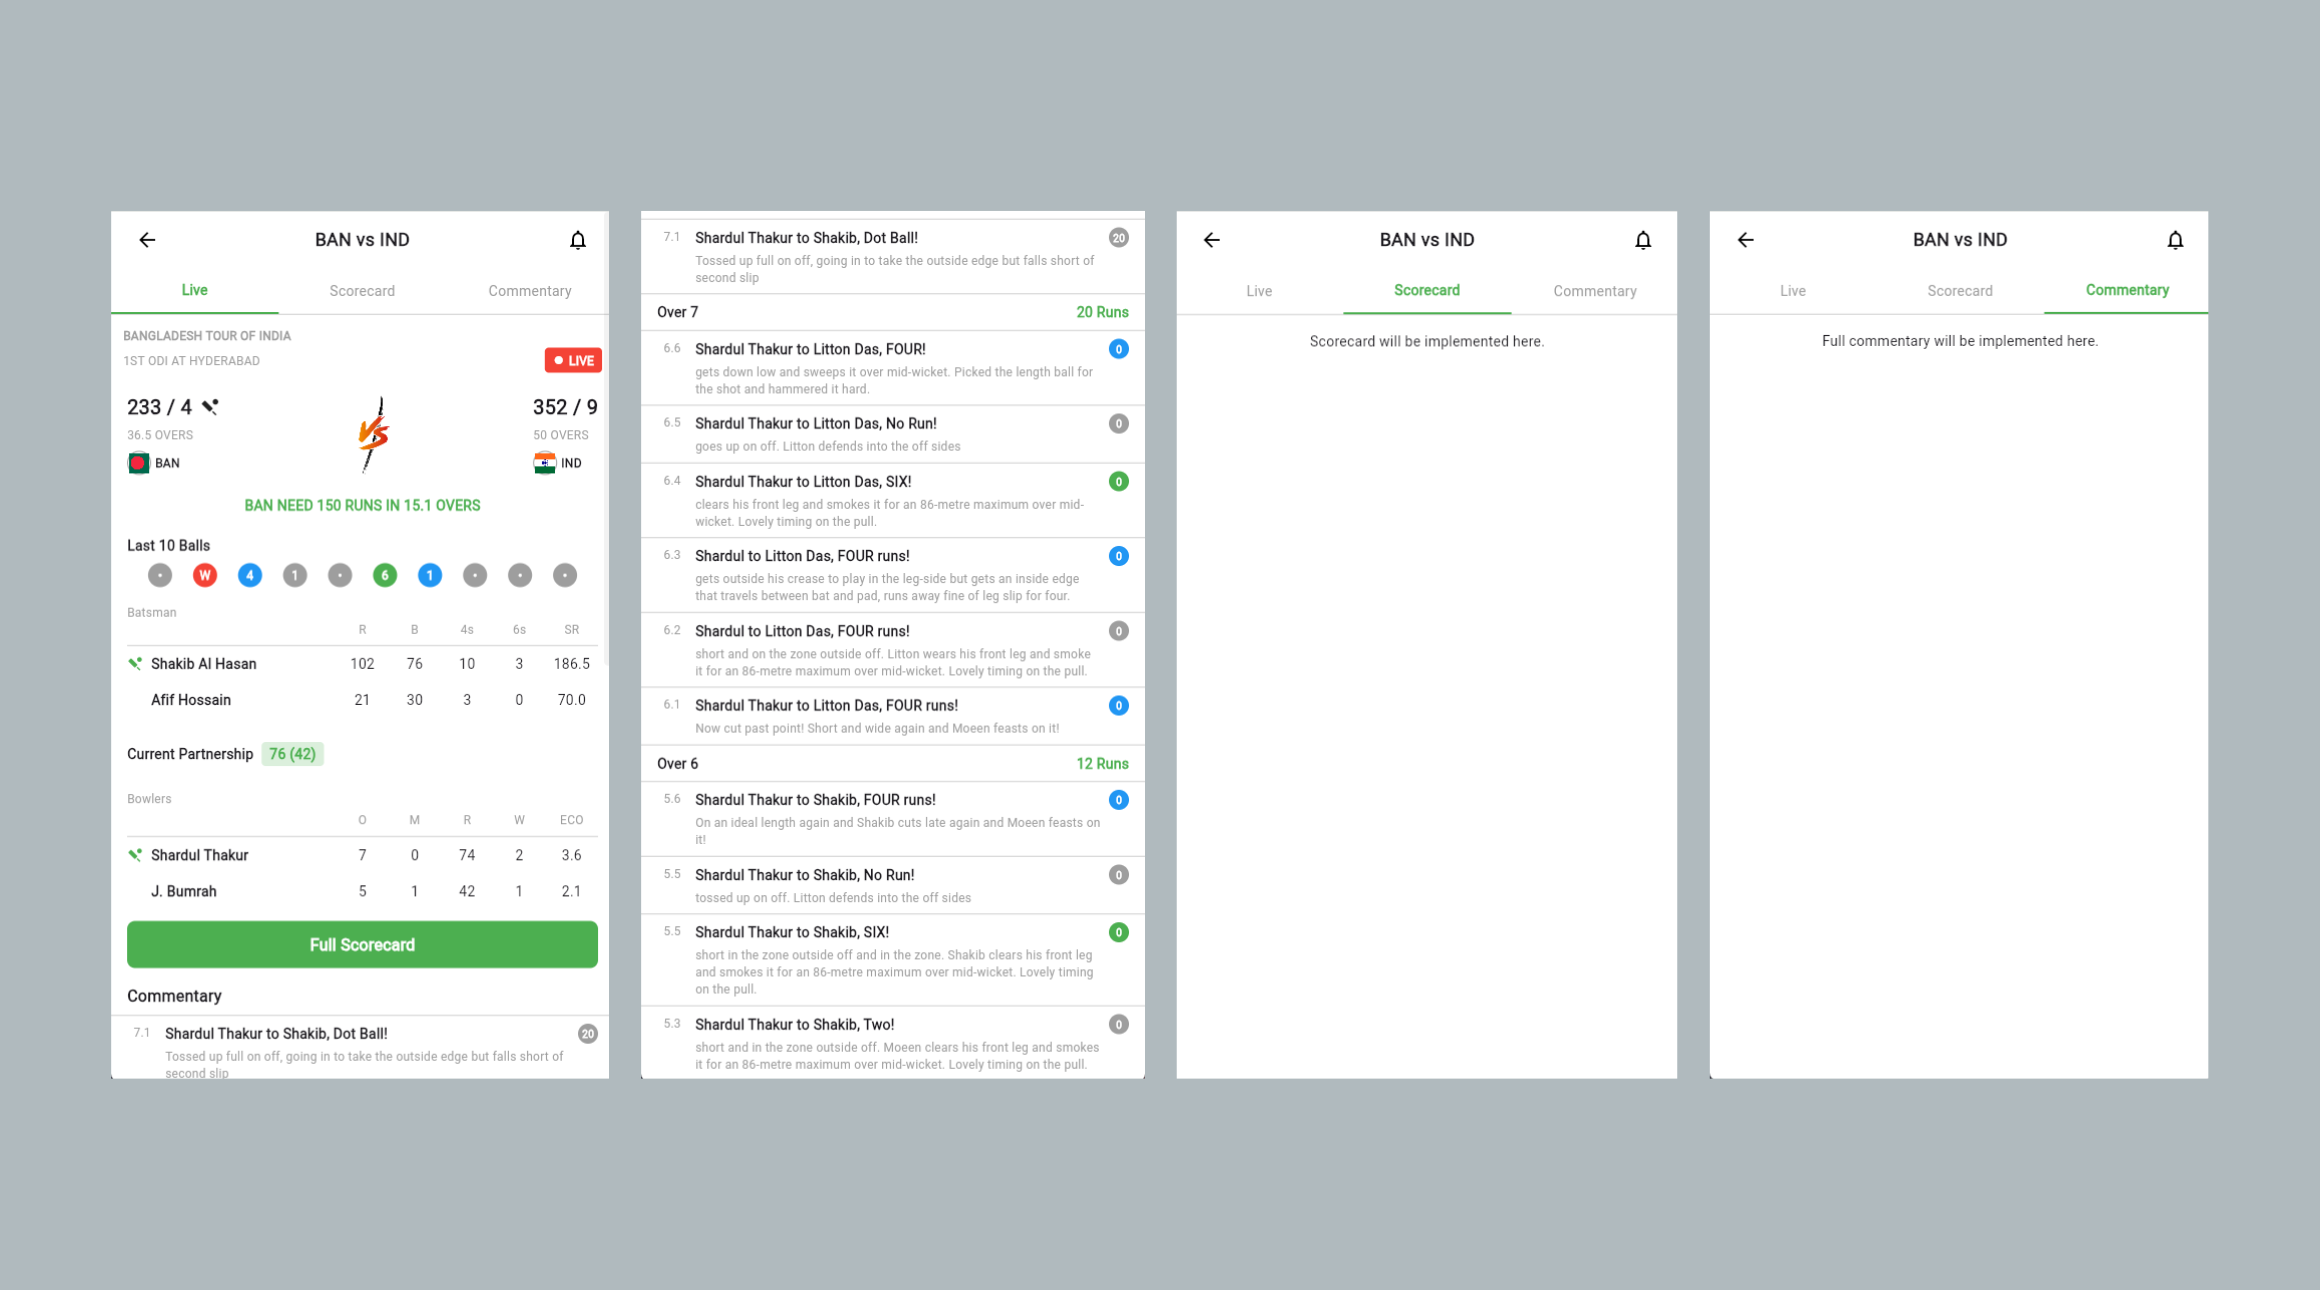 BAN vs IND
Live Scorecard Commentary
BANGLADESH TOUR OF INDIA
1ST ODI AT HYDERABAD
LIVE
233 / 4 352 / 9
36.5 OVERS 50 OVERS
VS
BAN IND
BAN NEED 150 RUNS IN 15.1 OVERS
Last 10 Balls
• W 4 1 • 6 1 • • •
Batsman
R B 4s 6s SR
Shakib Al Hasan 102 76 10 3 186.5
Afif Hossain 21 30 3 0 70.0
Current Partnership 76 (42)
Bowlers
O M R W ECO
Shardul Thakur 7 0 74 2 3.6
J. Bumrah 5 1 42 1 2.1
Full Scorecard
Commentary
7.1 Shardul Thakur to Shakib, Dot Ball! 20
Tossed up full on off, going in to take the outside edge but falls short of
second slip
7.1 Shardul Thakur to Shakib, Dot Ball! 20
Tossed up full on off, going in to take the outside edge but falls short of
second slip
Over 7 20 Runs
6.6 Shardul Thakur to Litton Das, FOUR! 0
gets down low and sweeps it over mid-wicket. Picked the length ball for
the shot and hammered it hard.
6.5 Shardul Thakur to Litton Das, No Run! 0
goes up on off. Litton defends into the off sides
6.4 Shardul Thakur to Litton Das, SIX! 0
clears his front leg and smokes it for an 86-metre maximum over mid-
wicket. Lovely timing on the pull.
6.3 Shardul to Litton Das, FOUR runs! 0
gets outside his crease to play in the leg-side but gets an inside edge
that travels between bat and pad, runs away fine of leg slip for four.
6.2 Shardul to Litton Das, FOUR runs! 0
short and on the zone outside off. Litton wears his front leg and smoke
it for an 86-metre maximum over mid-wicket. Lovely timing on the pull.
6.1 Shardul Thakur to Litton Das, FOUR runs! 0
Now cut past point! Short and wide again and Moeen feasts on it!
Over 6 12 Runs
5.6 Shardul Thakur to Shakib, FOUR runs! 0
On an ideal length again and Shakib cuts late again and Moeen feasts on
it!
5.5 Shardul Thakur to Shakib, No Run! 0
tossed up on off. Litton defends into the off sides
5.5 Shardul Thakur to Shakib, SIX! 0
short in the zone outside off and in the zone. Shakib clears his front leg
and smokes it for an 86-metre maximum over mid-wicket. Lovely timing
on the pull.
5.3 Shardul Thakur to Shakib, Two! 0
short and in the zone outside off. Moeen clears his front leg and smokes
it for an 86-metre maximum over mid-wicket. Lovely timing on the pull.
BAN vs IND
Live Scorecard Commentary
Scorecard will be implemented here.
BAN vs IND
Live Scorecard Commentary
Full commentary will be implemented here.